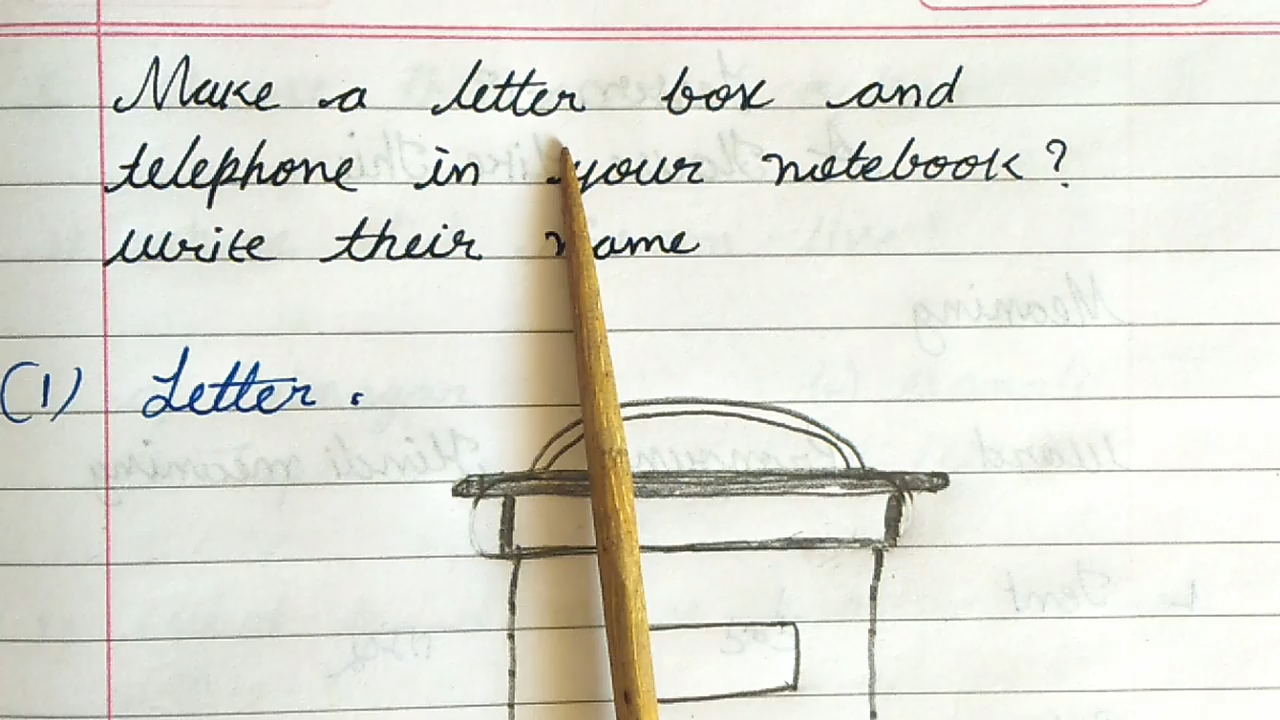 Make a letter box and
telephone in your notebook?
write their name
(1) Letter.